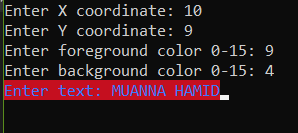 Enter X coordinate: 10
Enter Y coordinate: 9
Enter foreground color 0-15: 9
Enter background color 0-15: 4
Enter text: MUANNA HAMID